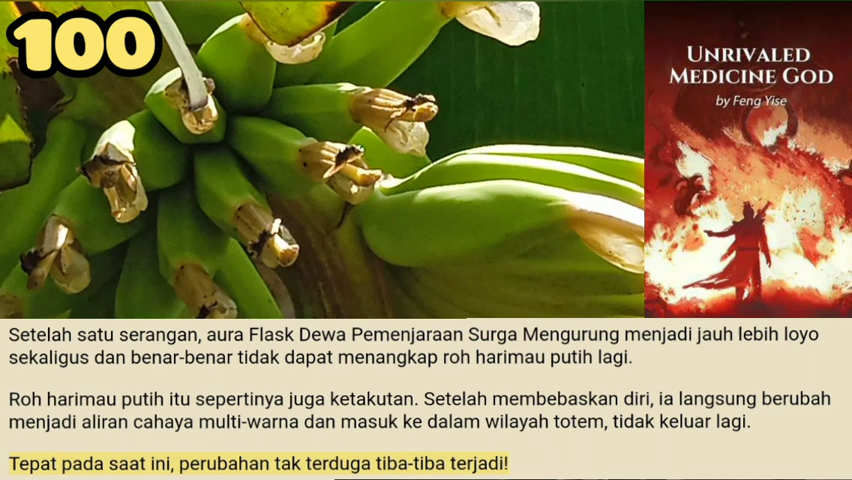 100
UNRIVALED
MEDICINE GOD
by Feng Yise
Setelah satu serangan, aura Flask Dewa Pemenjaraan Surga Mengurung menjadi jauh lebih loyo
sekaligus dan benar-benar tidak dapat menangkap roh harimau putih lagi.
Roh harimau putih itu sepertinya juga ketakutan. Setelah membebaskan diri, ia langsung berubah
menjadi aliran cahaya multi-warna dan masuk ke dalam wilayah totem, tidak keluar lagi.
Tepat pada saat ini, perubahan tak terduga tiba-tiba terjadi!